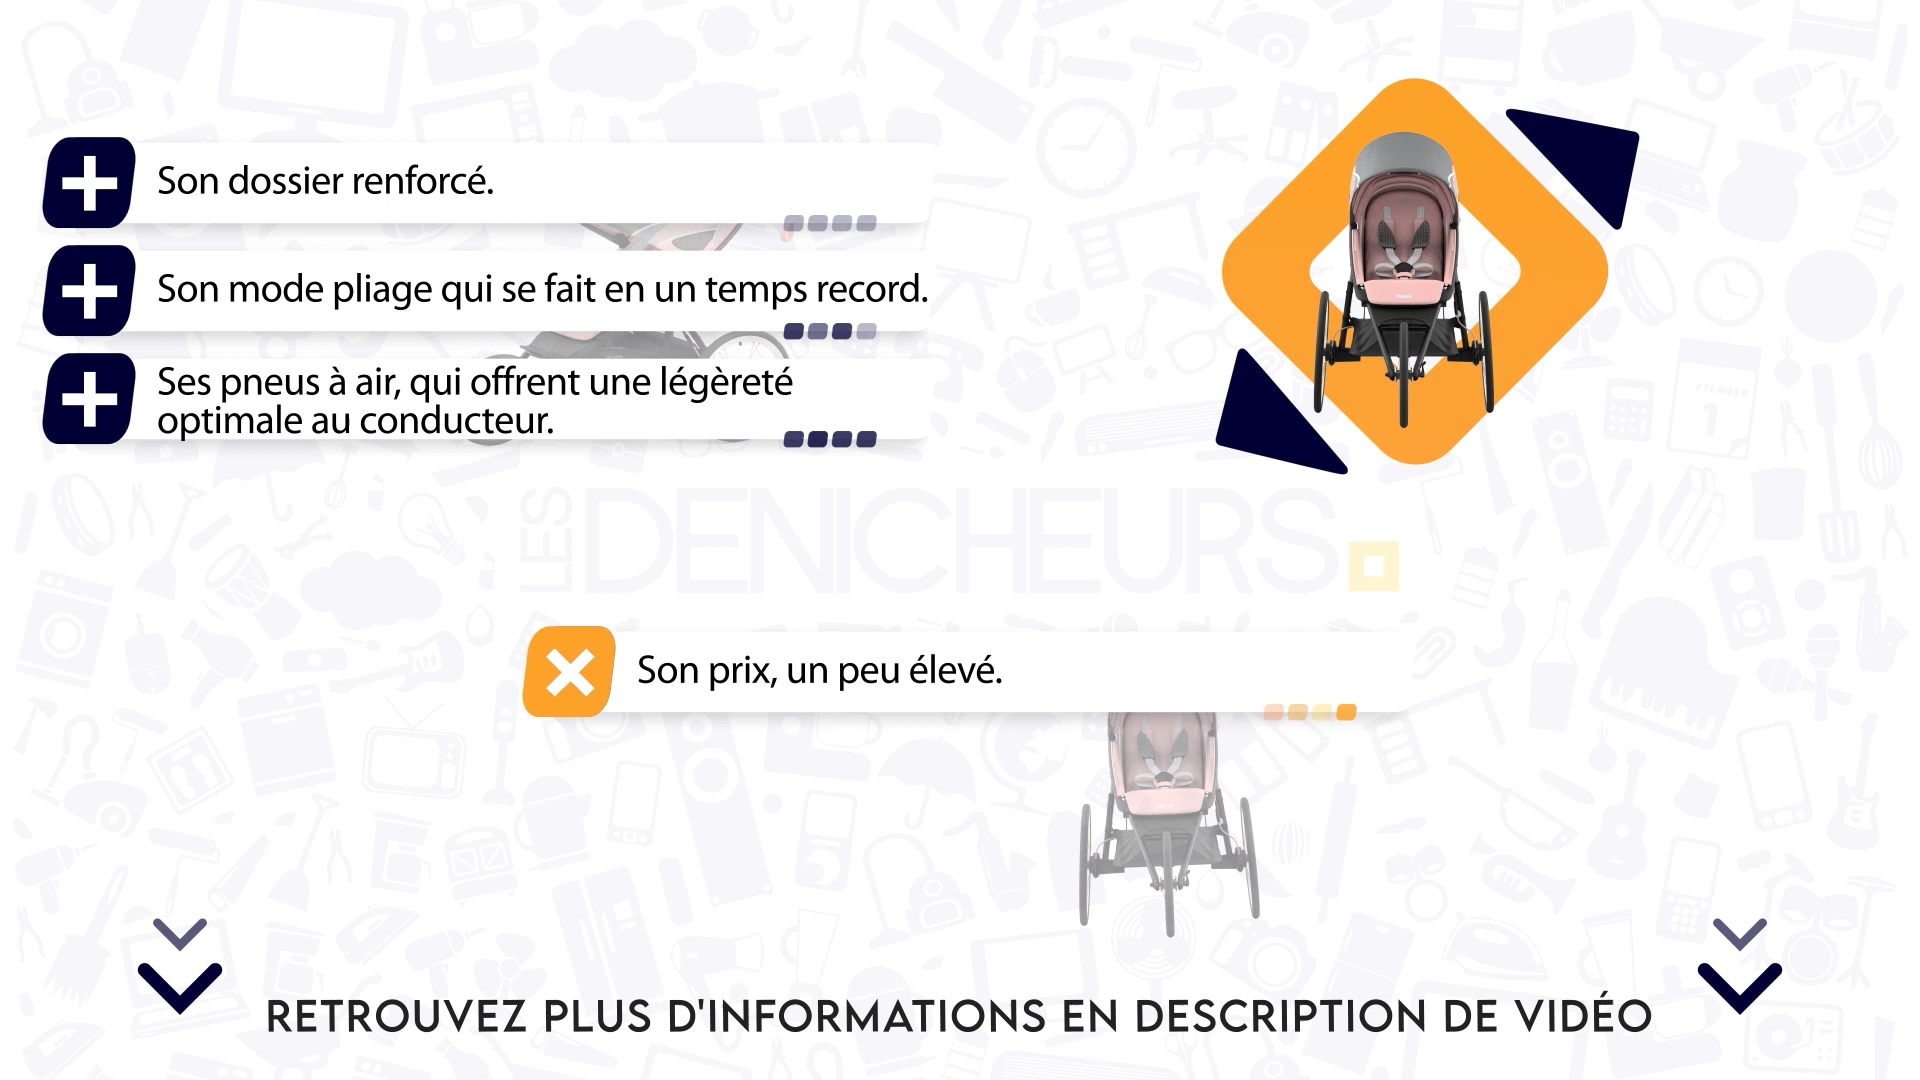 Son dossier renforcé.
Son mode pliage qui se fait en un temps record.
Ses pneus à air, qui offrent une légèreté
optimale au conducteur.
LES DENICHEURS
Son prix, un peu élevé.
RETROUVEZ PLUS D'INFORMATIONS EN DESCRIPTION DE VIDÉO